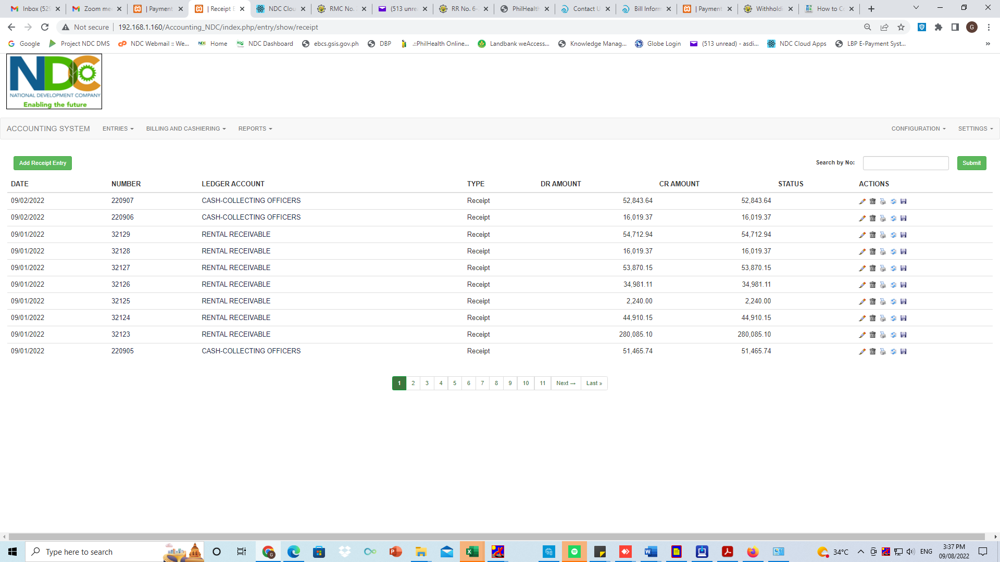 Inbox (529
Zoom mee
| Payment
| Receipt E
NDC Clou
RMC No.
(513 unrea
RR No. 6-
PhilHealth
Contact U
Bill Inform
| Payment
Withholdi
How to Co
Not secure
192.168.1.160/Accounting_NDC/index.php/entry/show/receipt
G
Google
Project NDC DMS
NDC Webmail :: We...
Home
NDC Dashboard
ebcs.gsis.gov.ph
DBP
.::PhilHealth Online...
Landbank weAccess...
Knowledge Manag...
Globe Login
(513 unread) - asdi...
NDC Cloud Apps
LBP E-Payment Syst...
»
NDC
NATIONAL DEVELOPMENT COMPANY
Enabling the future
ACCOUNTING SYSTEM ENTRIES BILLING AND CASHIERING REPORTS CONFIGURATION SETTINGS
Add Receipt Entry
Search by No:
Submit
DATE NUMBER LEDGER ACCOUNT TYPE DR AMOUNT CR AMOUNT STATUS ACTIONS
09/02/2022 220907 CASH-COLLECTING OFFICERS Receipt 52,843.64 52,843.64
09/02/2022 220906 CASH-COLLECTING OFFICERS Receipt 16,019.37 16,019.37
09/01/2022 32129 RENTAL RECEIVABLE Receipt 54,712.94 54,712.94
09/01/2022 32128 RENTAL RECEIVABLE Receipt 16,019.37 16,019.37
09/01/2022 32127 RENTAL RECEIVABLE Receipt 53,870.15 53,870.15
09/01/2022 32126 RENTAL RECEIVABLE Receipt 34,981.11 34,981.11
09/01/2022 32125 RENTAL RECEIVABLE Receipt 2,240.00 2,240.00
09/01/2022 32124 RENTAL RECEIVABLE Receipt 44,910.15 44,910.15
09/01/2022 32123 RENTAL RECEIVABLE Receipt 280,085.10 280,085.10
09/01/2022 220905 CASH-COLLECTING OFFICERS Receipt 51,465.74 51,465.74
1 2 3 4 5 6 7 8 9 10 11 Next → Last »
Type here to search
34°C
ENG
3:37 PM
09/08/2022